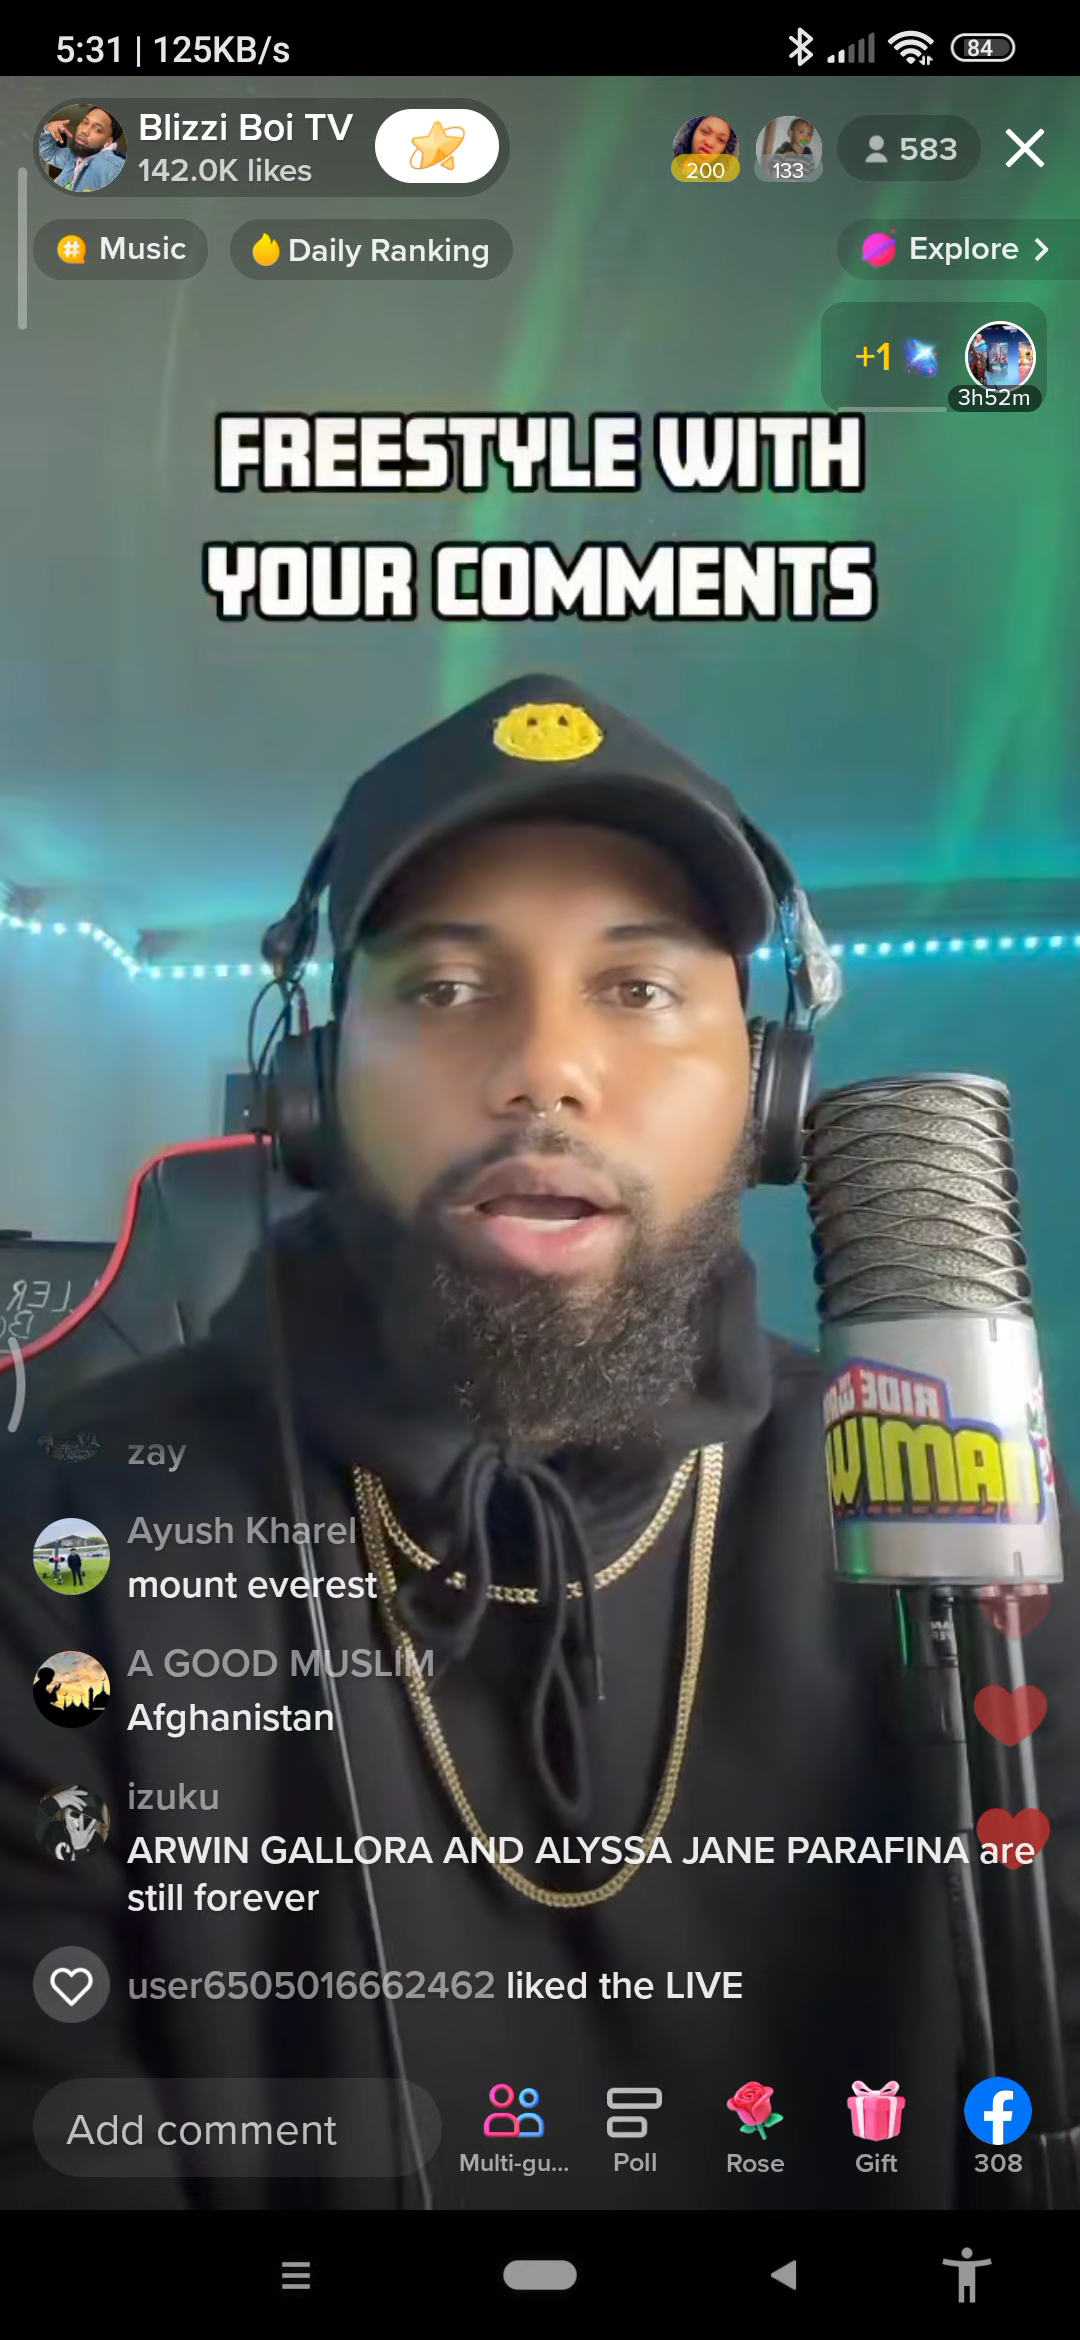 5:31 | 125KB/s
84
Blizzi Boi TV
142.0K likes
200
133
583
Music
Daily Ranking
Explore
+1
3h52m
FREESTYLE WITH
YOUR COMMENTS
LER
RIDE
zay
Ayush Kharel
mount everest
A GOOD MUSLIM
Afghanistan
izuku
ARWIN GALLORA AND ALYSSA JANE PARAFINA are
still forever
user6505016662462 liked the LIVE
Add comment
Multi-gu...
Poll
Rose
Gift
308